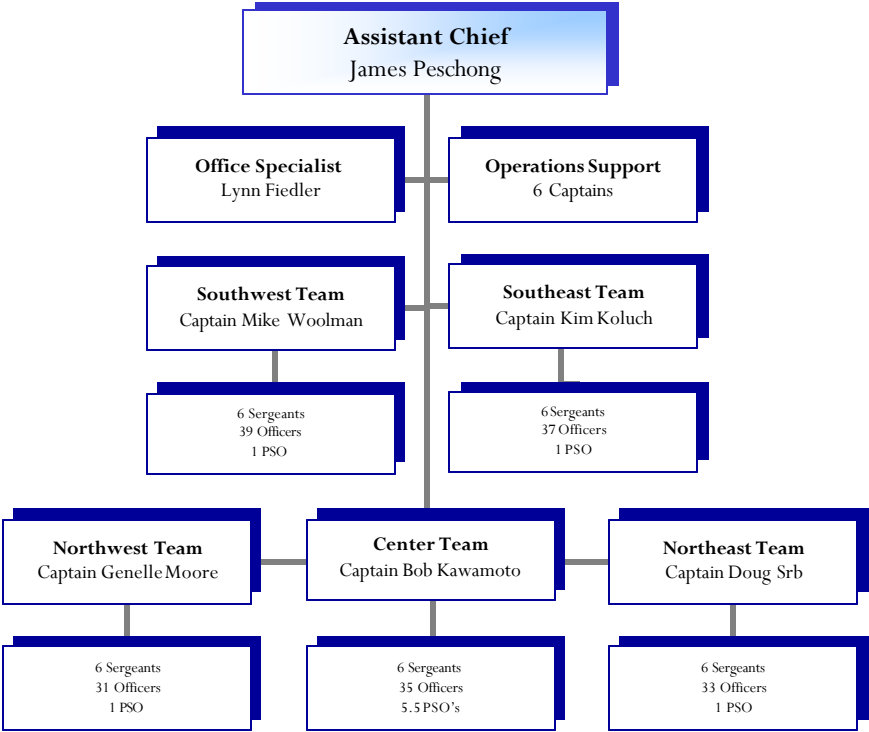 Assistant Chief
James Peschong
Office Specialist
Lynn Fiedler
Operations Support
6 Captains
Southwest Team
Captain Mike Woolman
Southeast Team
Captain Kim Koluch
6 Sergeants
39 Officers
1 PSO
6 Sergeants
37 Officers
1 PSO
Northwest Team
Captain Genelle Moore
Center Team
Captain Bob Kawamoto
Northeast Team
Captain Doug Srb
6 Sergeants
31 Officers
1 PSO
6 Sergeants
35 Officers
5.5 PSO's
6 Sergeants
33 Officers
1 PSO